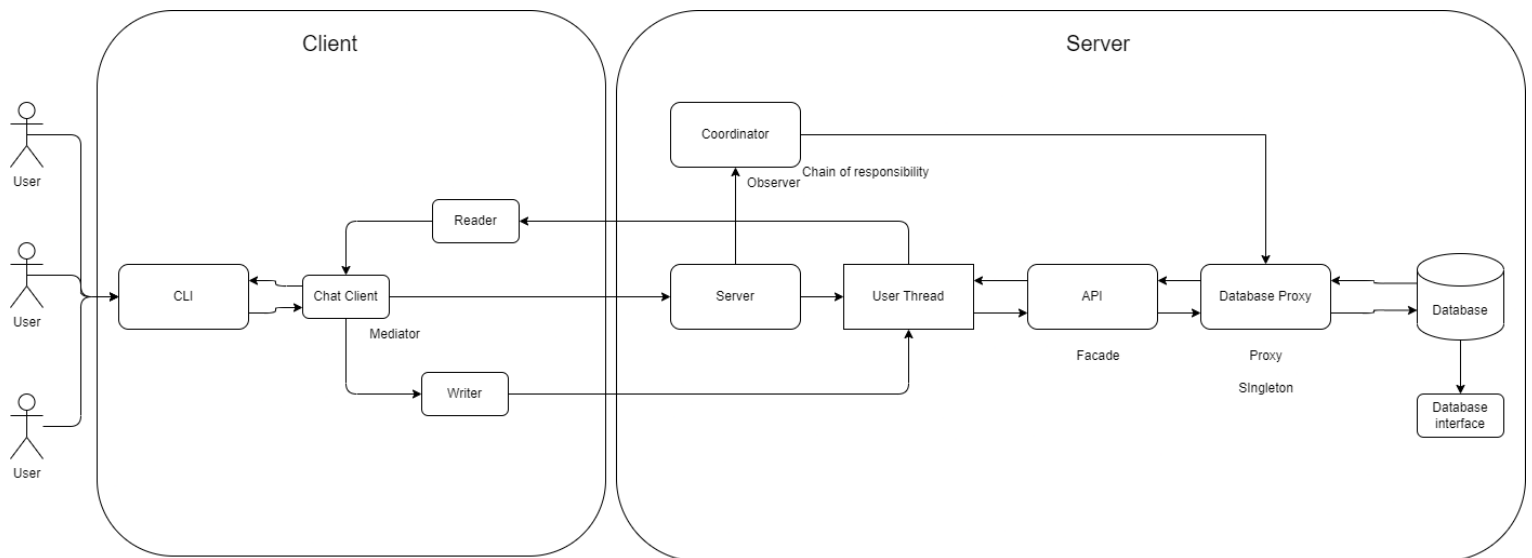 Client
Server
User
User
User
CLI
Chat Client
Mediator
Reader
Writer
Coordinator
Observer
Chain of responsibility
Server
User Thread
API
Facade
Database Proxy
Proxy
SIngleton
Database
Database
interface